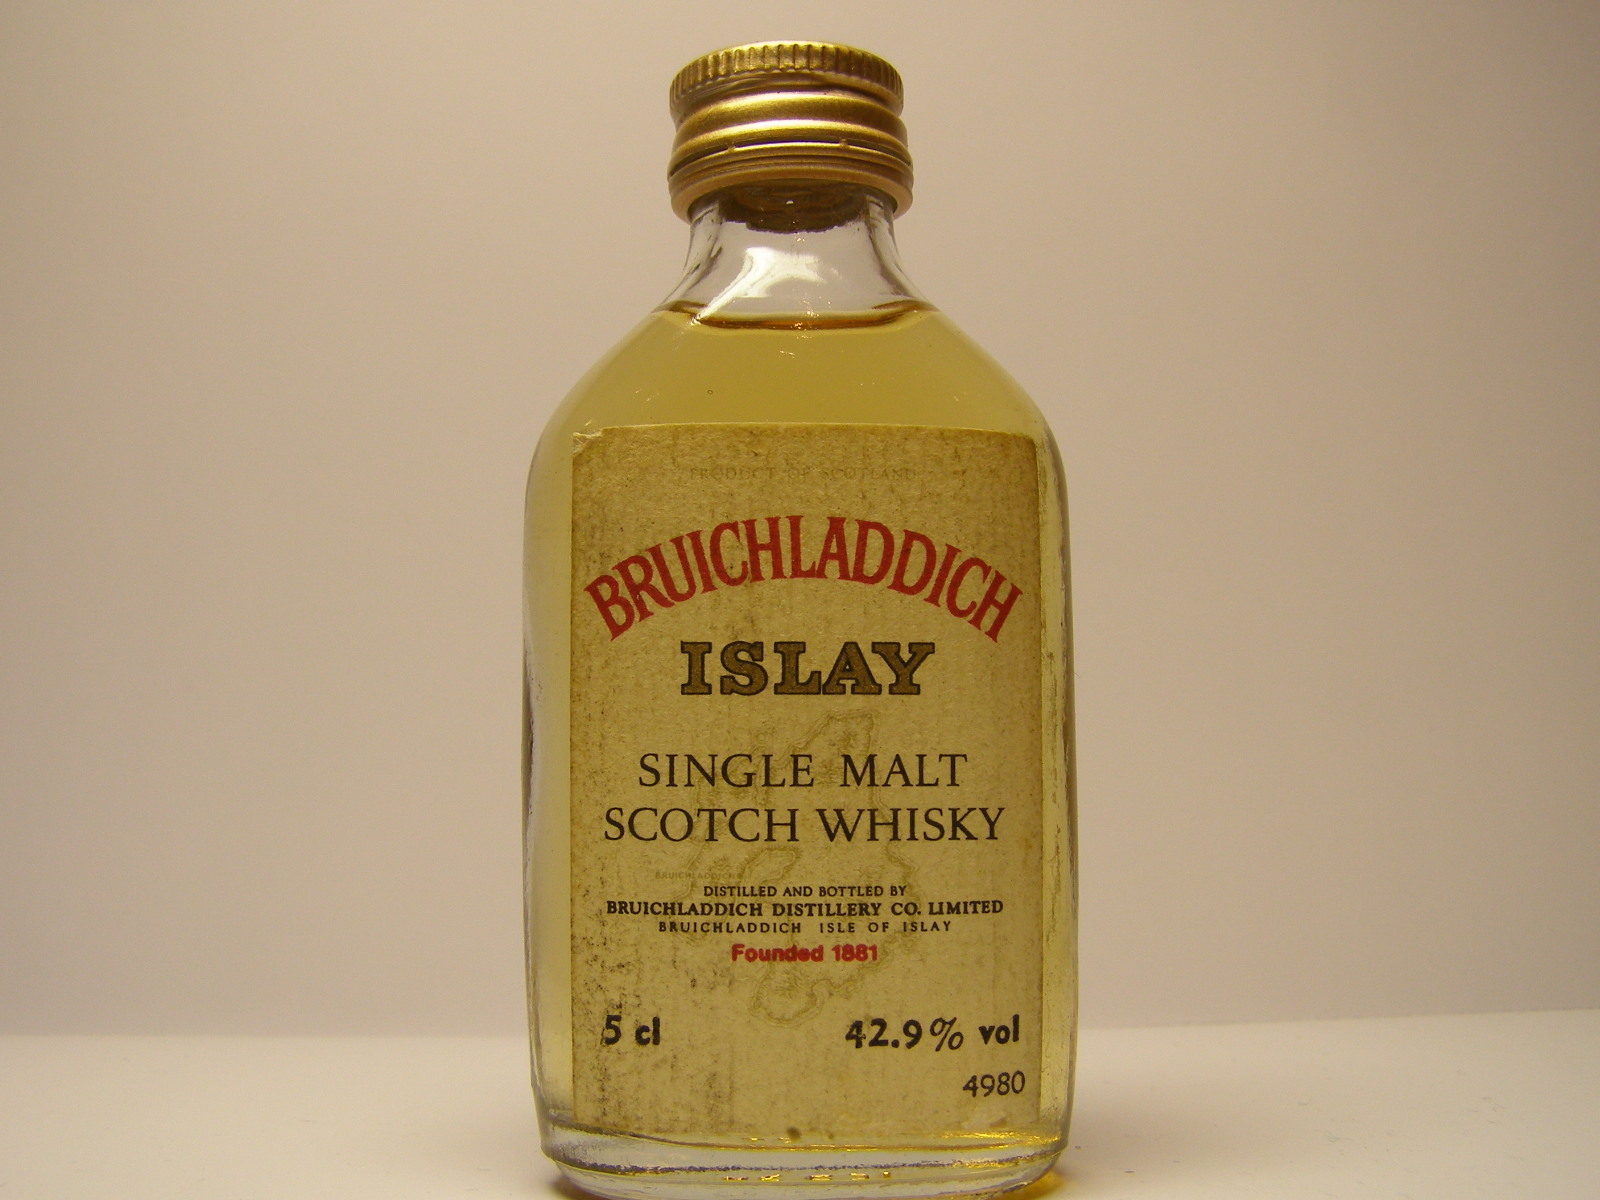 PRODUCT OF SCOTLAND
BRUICHLADDICH
ISLAY
SINGLE MALT
SCOTCH WHISKY
BRUICHLADDICH
DISTILLED AND BOTTLED BY
BRUICHLADDICH DISTILLERY CO. LIMITED
BRUICHLADDICH ISLE OF ISLAY
Founded 1881
5 cl 42.9% vol
4980